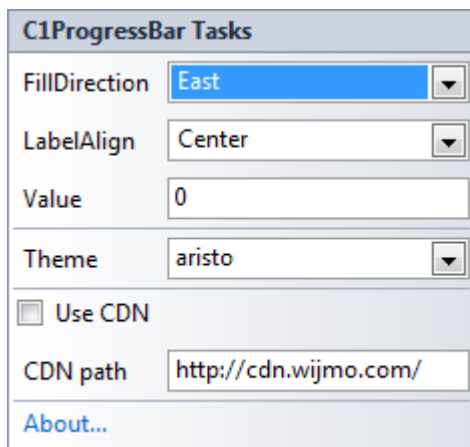 C1ProgressBar Tasks
FillDirection East
LabelAlign Center
Value 0
Theme aristo
Use CDN
CDN path http://cdn.wijmo.com/
About...